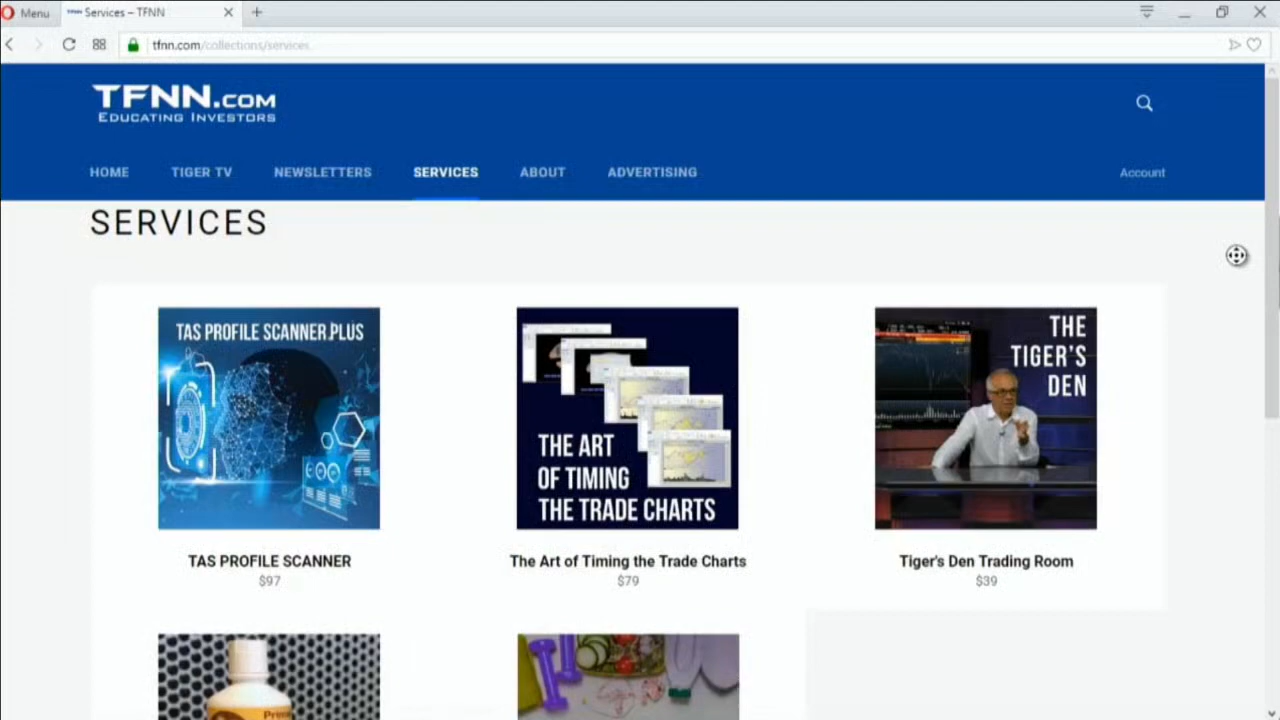 Menu
Services – TFNN
tfnn.com/collections/services
TFNN.COM
EDUCATING INVESTORS
HOME TIGER TV NEWSLETTERS SERVICES ABOUT ADVERTISING Account
SERVICES
TAS PROFILE SCANNER PLUS
THE ART
OF TIMING
THE TRADE CHARTS
THE
TIGER'S
DEN
TAS PROFILE SCANNER
$97
The Art of Timing the Trade Charts
$79
Tiger's Den Trading Room
$39